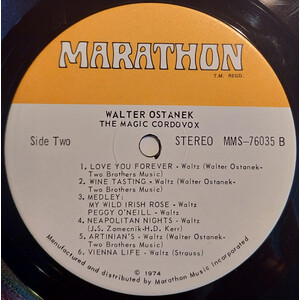 MARATHON
T.M. REGD.
WALTER OSTANEK
THE MAGIC CORDOVOX
Side Two
STEREO MMS-76035 B
1. LOVE YOU FOREVER - Waltz (Walter Ostanek-
Two Brothers Music)
2. WINE TASTING - Waltz (Walter Ostanek-
Two Brothers Music)
3. MEDLEY:
MY WILD IRISH ROSE - Waltz
PEGGY O'NEILL - Waltz
4. NEAPOLITAN NIGHTS - Waltz
(J.S. Zamecnik-H.D. Kerr)
5. ARTINIAN'S - Waltz (Walter Ostanek-
Two Brothers Music)
6. VIENNA LIFE - Waltz (Strauss)
© 1974
Manufactured and distributed by Marathon Music Incorporated.